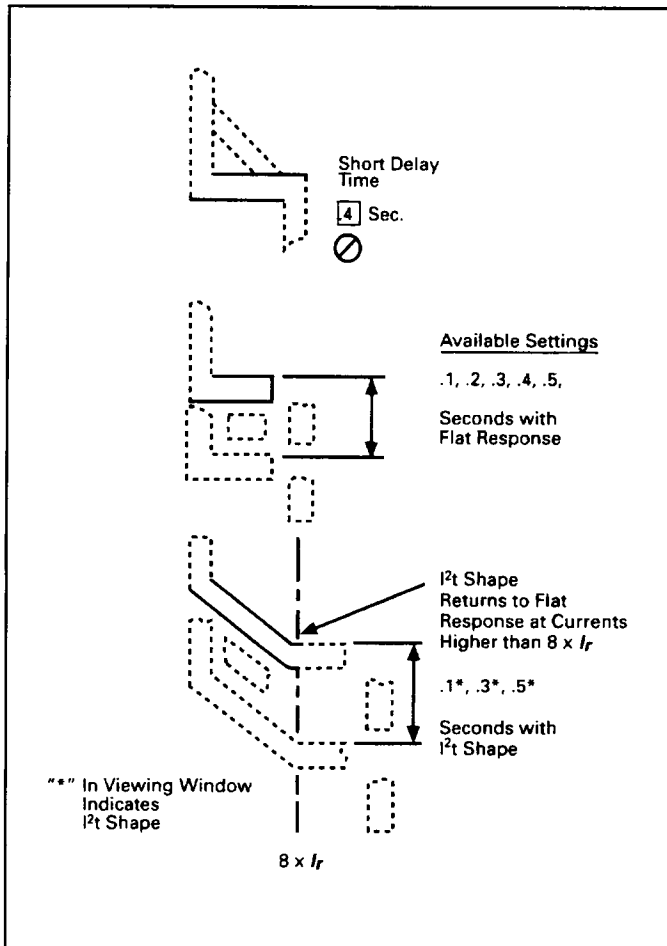 Short Delay
Time
.4 Sec.
Available Settings
.1, .2, .3, .4, .5,
Seconds with
Flat Response
I²t Shape
Returns to Flat
Response at Currents
Higher than 8 x Ir
.1*, .3*, .5*
Seconds with
I²t Shape
"*" In Viewing Window
Indicates
I²t Shape
8 x Ir